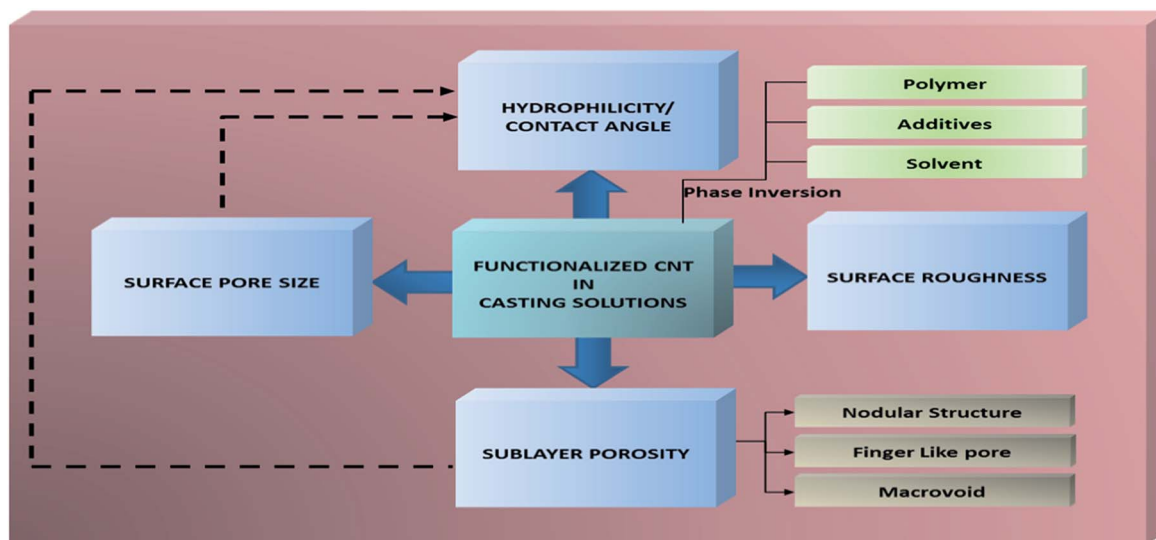 HYDROPHILICITY/
CONTACT ANGLE
Polymer
Additives
Solvent
Phase Inversion
SURFACE PORE SIZE
FUNCTIONALIZED CNT
IN
CASTING SOLUTIONS
SURFACE ROUGHNESS
SUBLAYER POROSITY
Nodular Structure
Finger Like pore
Macrovoid